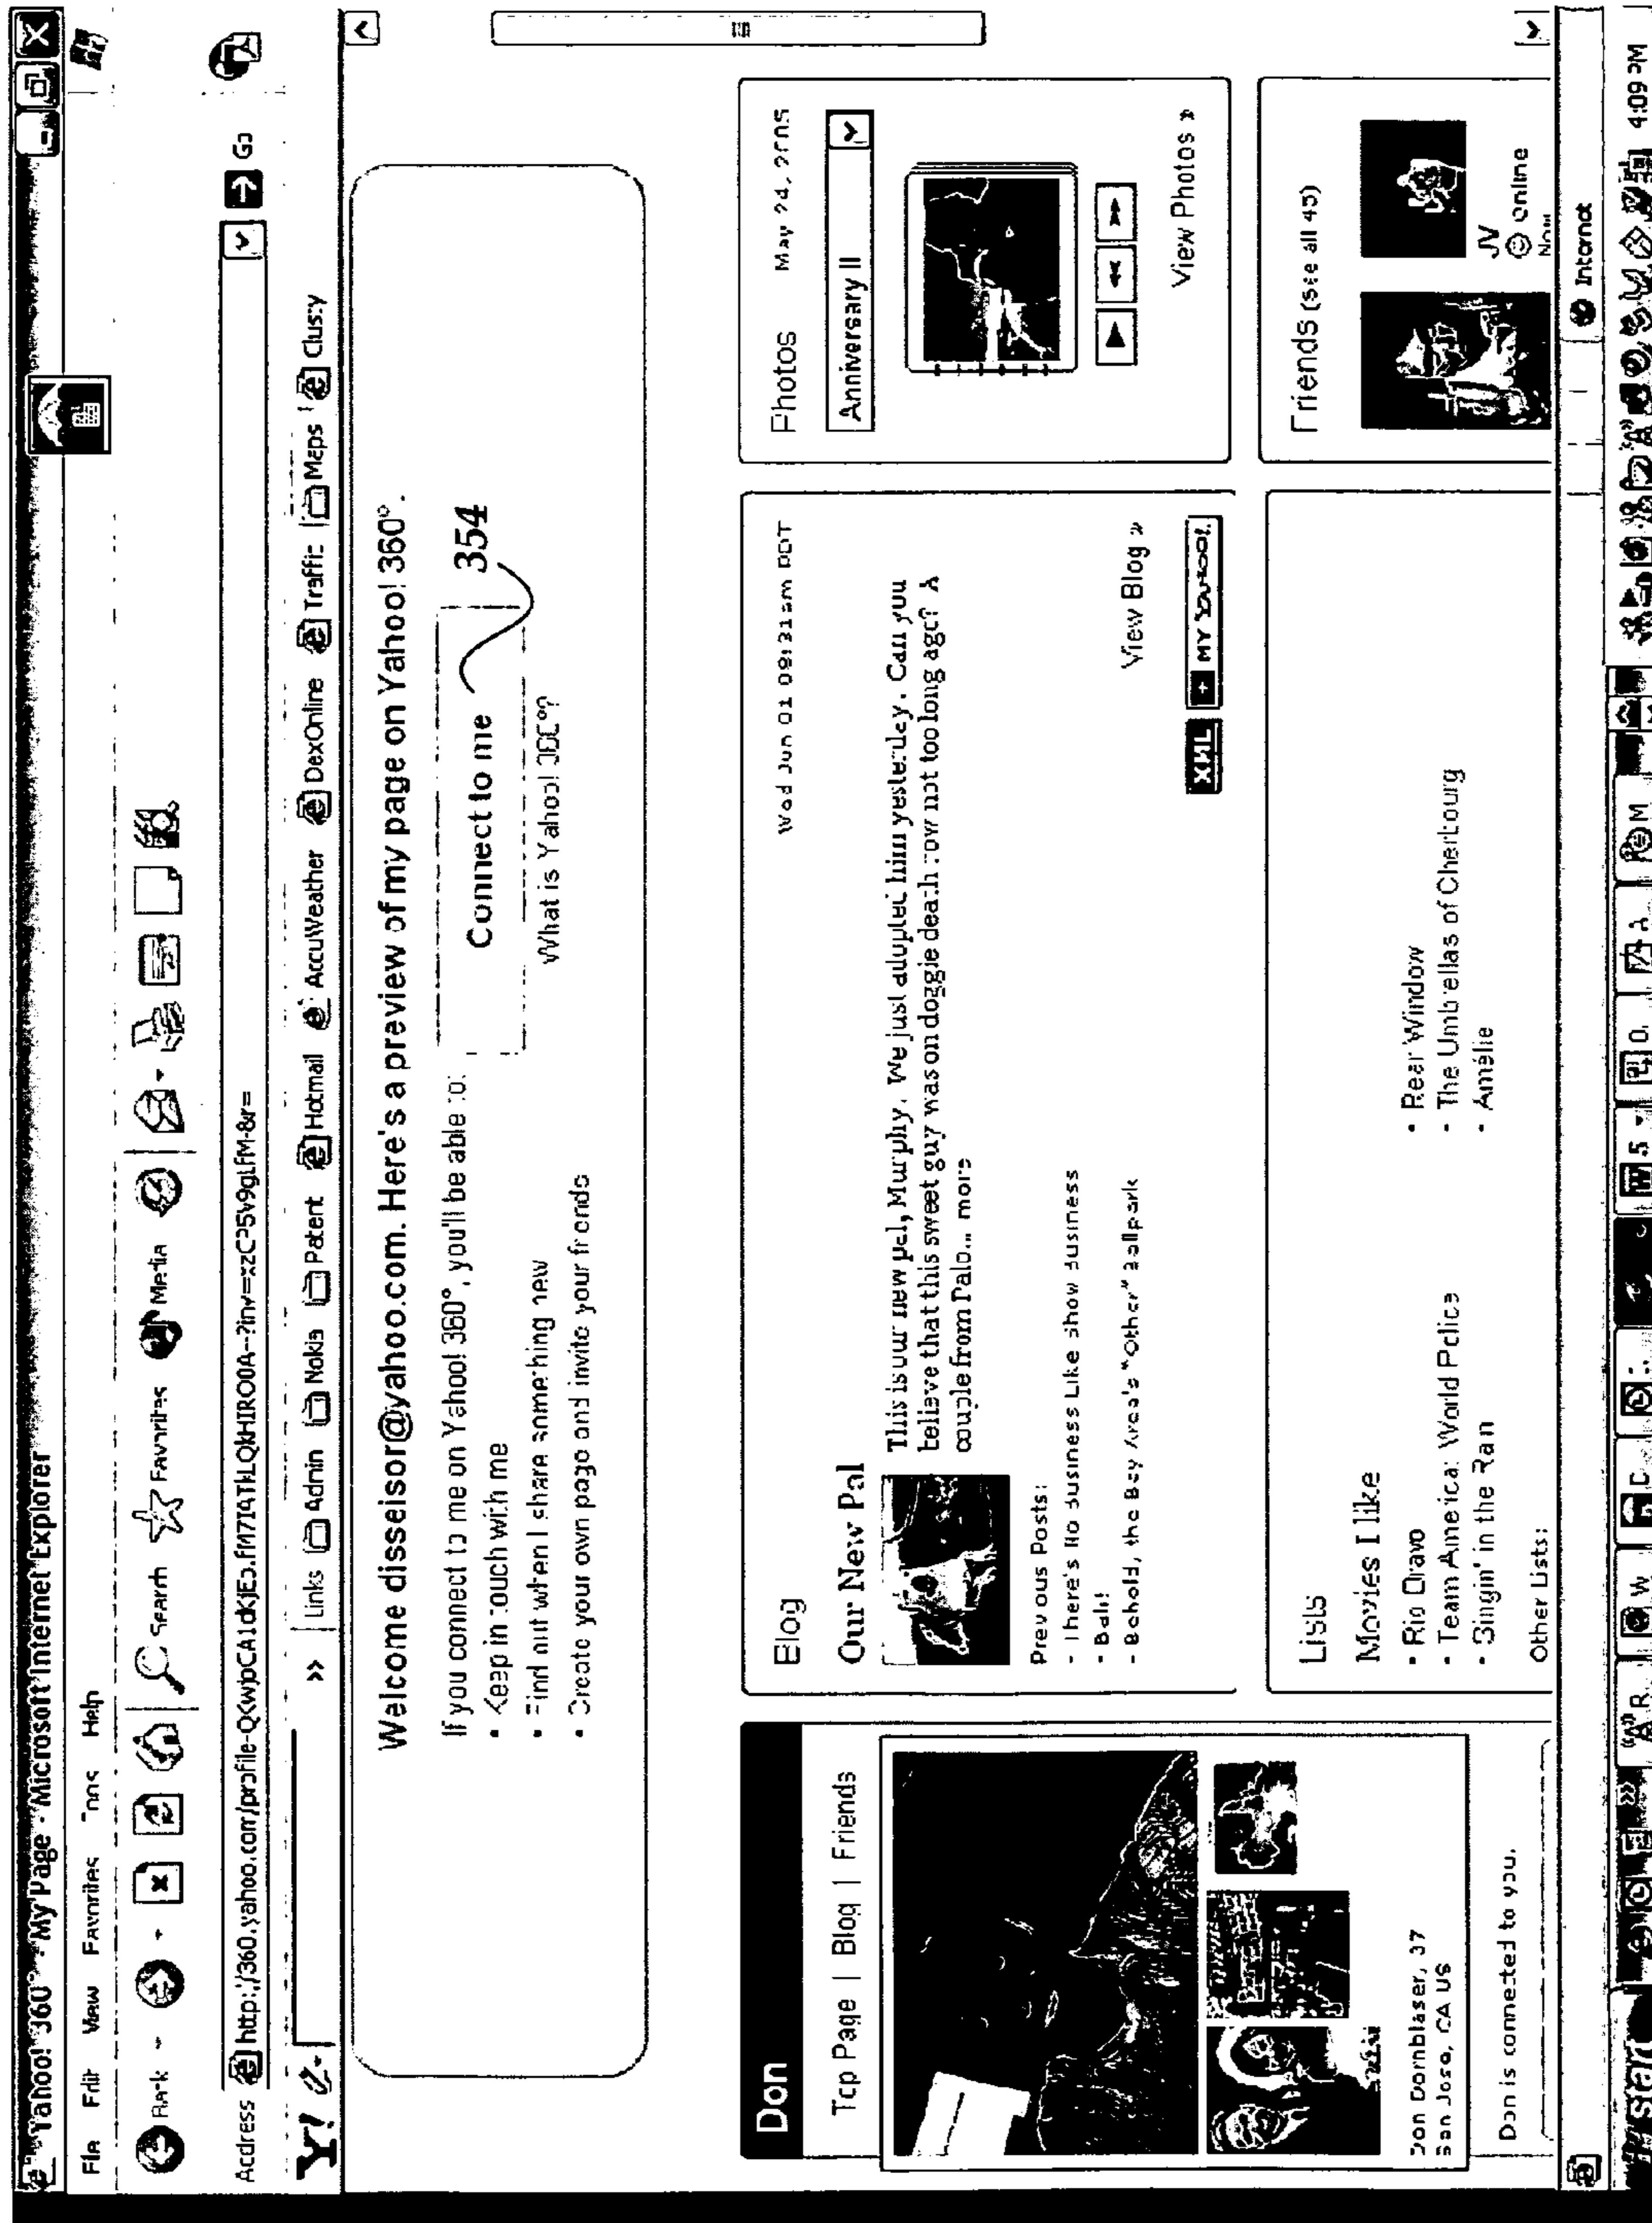 Yahoo! 360° - My Page - Microsoft Internet Explorer
File Edit View Favorites Tools Help
Back Search Favorites Media
Address http://360.yahoo.com/ Go
Y! Links Admin Nokia Patent Hotmail AccuWeather DexOnline Traffic Maps Clusty
Welcome disseisor@yahoo.com. Here's a preview of my page on Yahoo! 360°.
If you connect to me on Yahoo! 360°, you'll be able to:
• Keep in touch with me
• Find out when I share something new
• Create your own page and invite your friends
Connect to me
354
What is Yahoo! 360°?
Don
Top Page | Blog | Friends
Don Dornblaser, 37
San Jose, CA US
Don is connected to you.
Blog
Wed Jun 01 09:21am PDT
Our New Pal
This is our new pal, Murphy. We just adopted him yesterday. Can you
believe that this sweet guy was on doggie death row not too long ago? A
couple from Palo... more
Previous Posts:
- There's No Business Like Show Business
- Bah!
- Behold, the Bay Area's "Other" Ballpark
View Blog »
XML + MY YAHOO!
Lists
Movies I like
• Rio Bravo
• Team America: World Police
• Singin' in the Rain
• Rear Window
• The Umbrellas of Cherbourg
• Amélie
Other Lists:
Photos May 24, 2005
Anniversary II
View Photos »
Friends (see all 45)
JV
Online
Now
Internet
start
4:09 PM